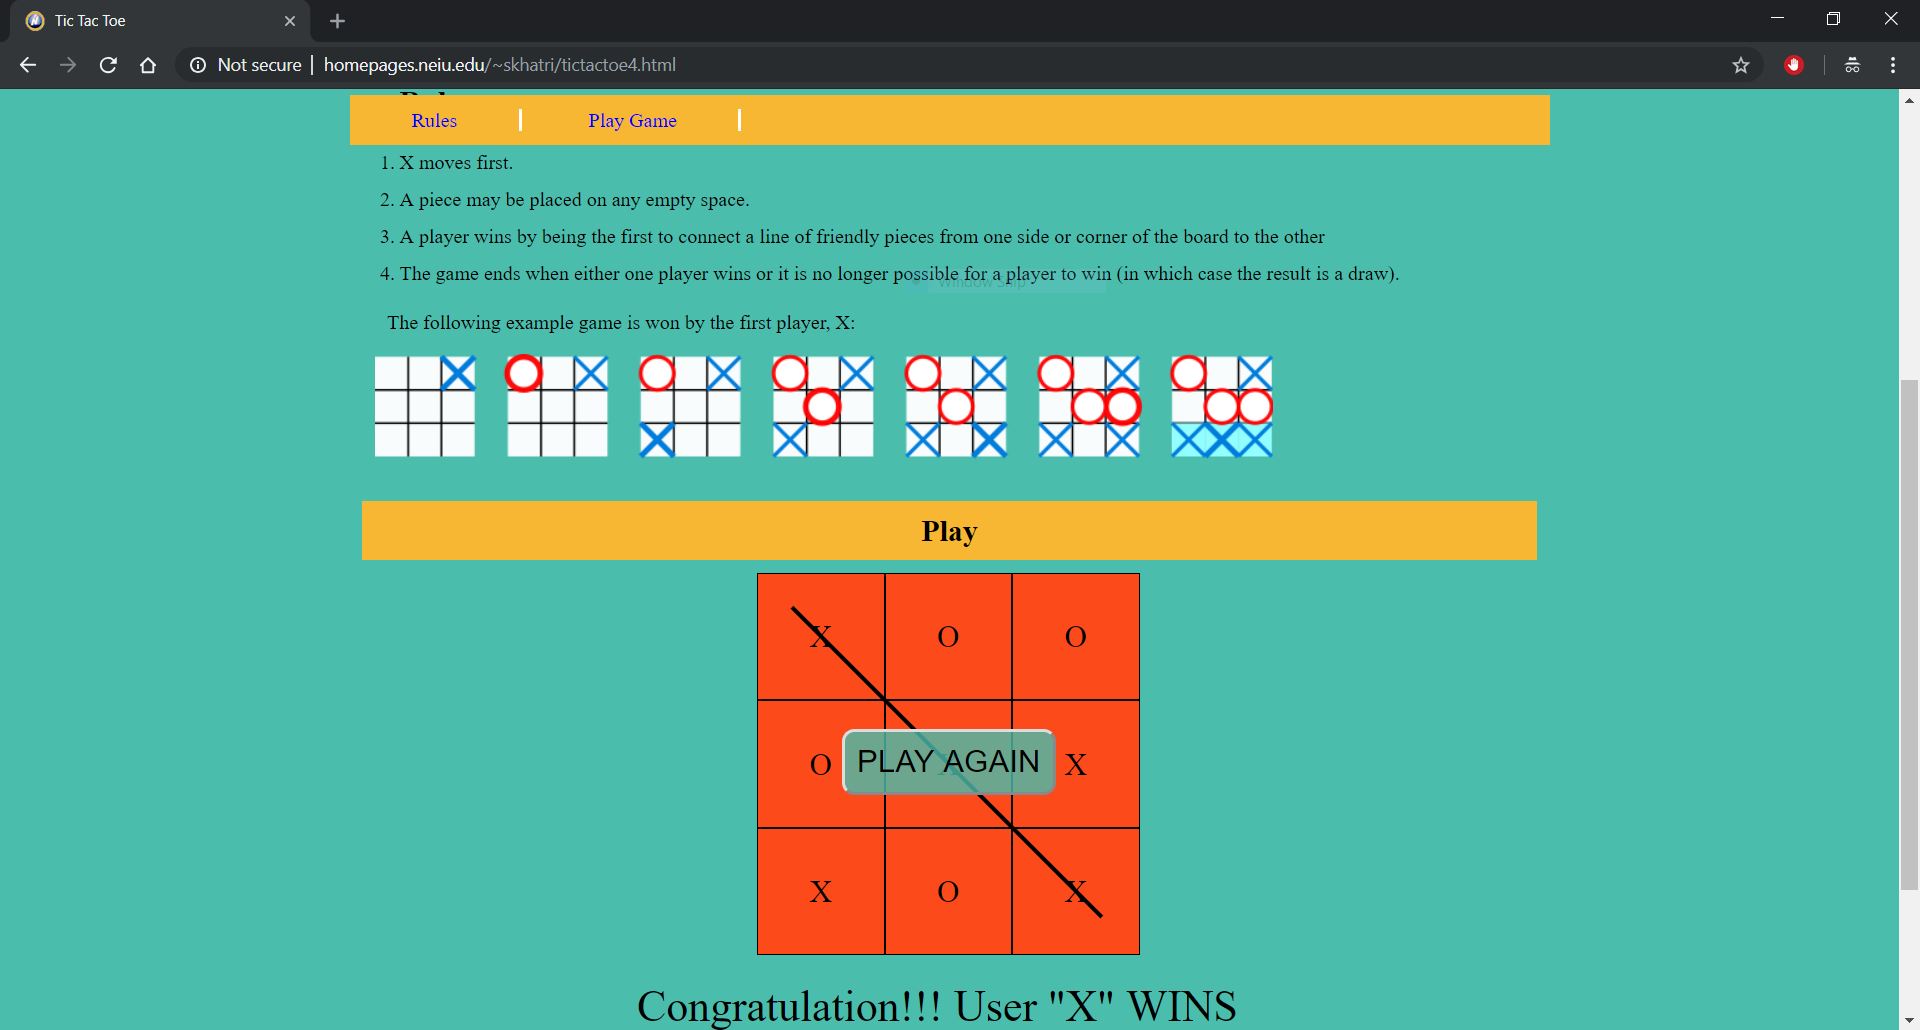 Tic Tac Toe
Not secure | homepages.neiu.edu/~skhatri/tictactoe4.html
Rules
Play Game
1. X moves first.
2. A piece may be placed on any empty space.
3. A player wins by being the first to connect a line of friendly pieces from one side or corner of the board to the other
4. The game ends when either one player wins or it is no longer possible for a player to win (in which case the result is a draw).
Window Snip
The following example game is won by the first player, X:
Play
X O O
O PLAY AGAIN X
X O X
Congratulation!!! User "X" WINS